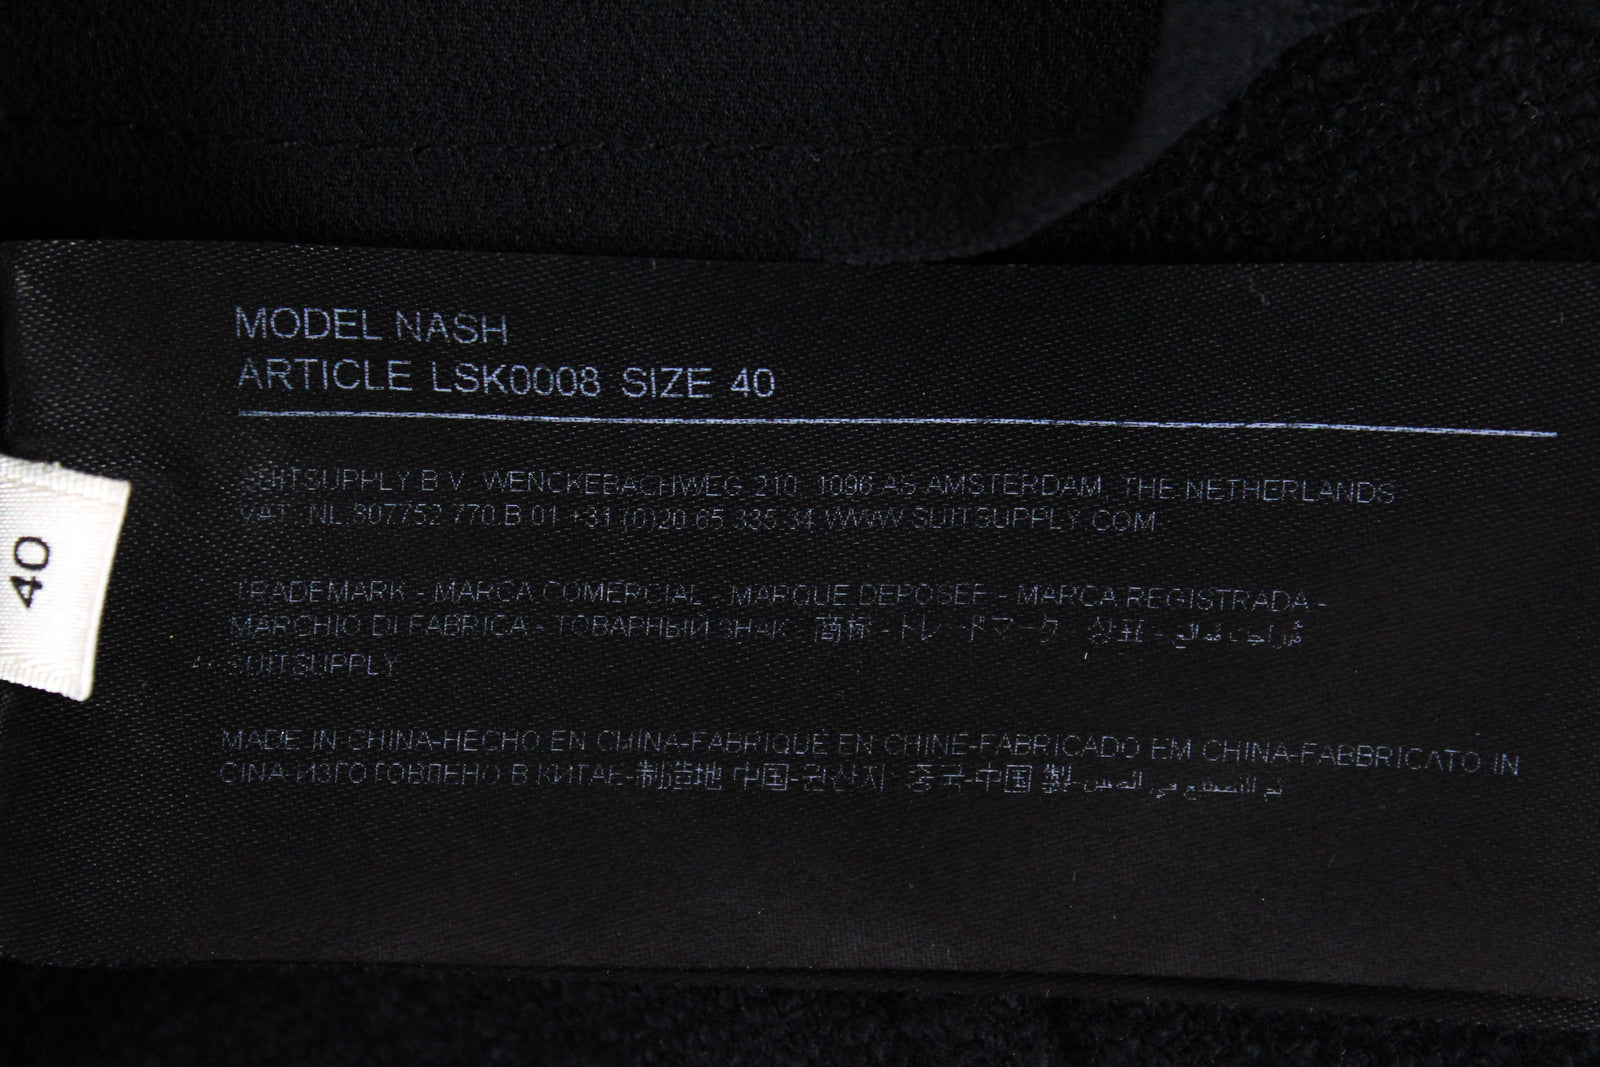 MODEL NASH
ARTICLE LSK0008 SIZE 40
SUITSUPPLY B.V. WENCKEBACHWEG 210, 1096 AS AMSTERDAM, THE NETHERLANDS
VAT: NL 807752 770 B 01 +31 (0)20 65 335 34 WWW.SUITSUPPLY.COM
TRADEMARK - MARCA COMERCIAL - MARQUE DEPOSEE - MARCA REGISTRADA -
MARCHIO DI FABRICA - ТОВАРНЫЙ ЗНАК - 商标 - トレードマーク - 상표 -
SUITSUPPLY
MADE IN CHINA-HECHO EN CHINA-FABRIQUE EN CHINE-FABRICADO EM CHINA-FABBRICATO IN
CINA-ИЗГОТОВЛЕНО В КИТАЕ-制造地 中国-원산지: 중국-中国 製-تم التصنيع في الصين
40